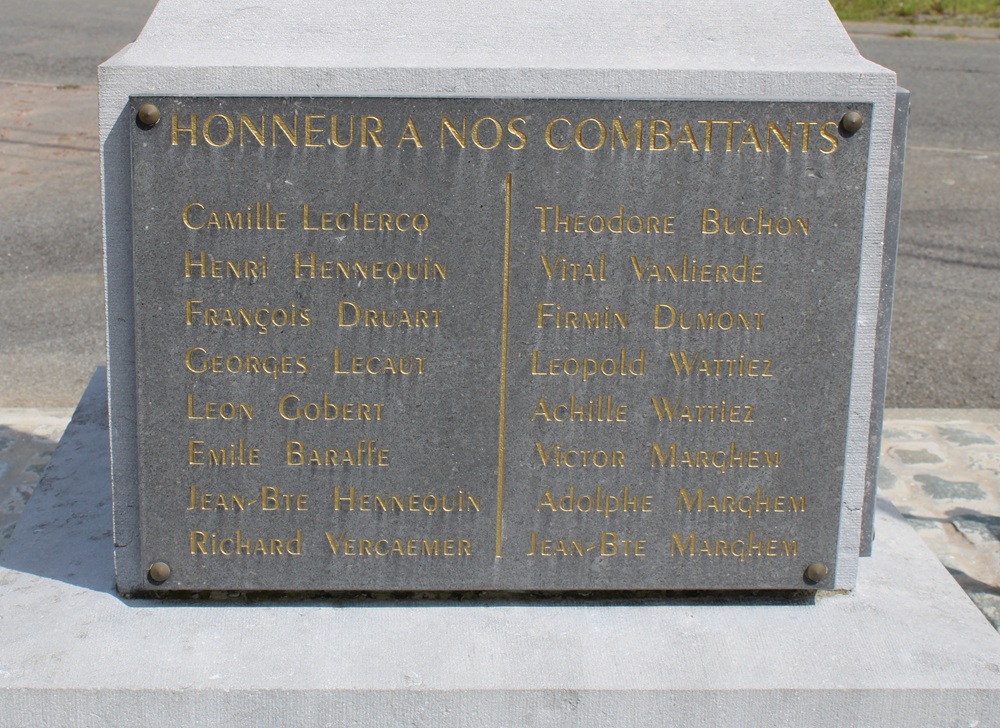 HONNEUR A NOS COMBATTANTS
Camille Leclercq
Henri Hennequin
François Druart
Georges Lecaut
Leon Gobert
Emile Baraffe
Jean-Bte Hennequin
Richard Vercaemer
Theodore Buchon
Vital Vanlierde
Firmin Dumont
Leopold Wattiez
Achille Wattiez
Victor Marghem
Adolphe Marghem
Jean-Bte Marghem